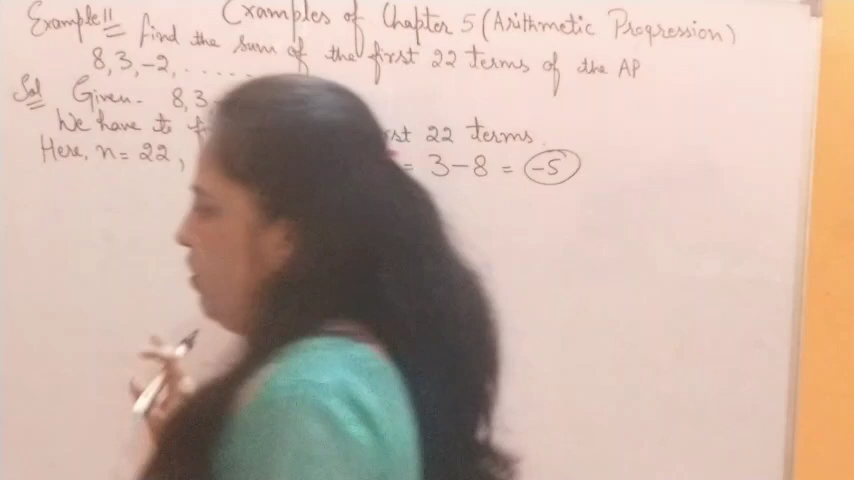 Examples of Chapter 5 (Arithmetic Progression)
Example 11 find the sum of the first 22 terms of the AP
8, 3, -2, ......
Sol Given - 8, 3
We have to f rst 22 terms.
Here, n = 22, = 3 - 8 = -5